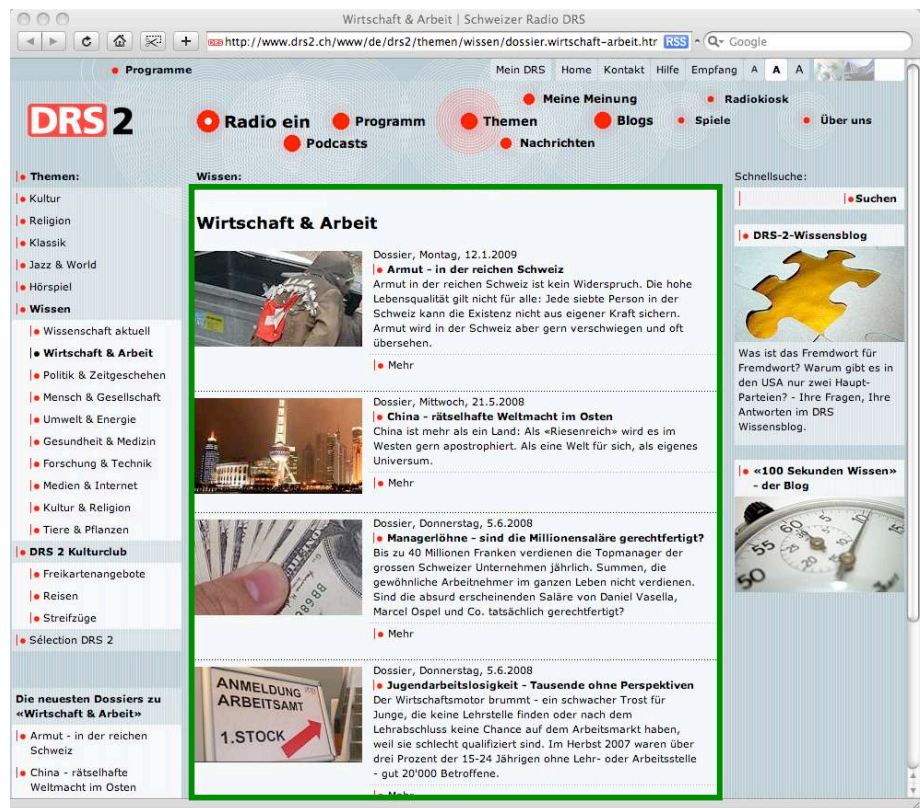 Wirtschaft & Arbeit | Schweizer Radio DRS
http://www.drs2.ch/www/de/drs2/themen/wissen/dossier.wirtschaft-arbeit.htr RSS Google
Programme
Mein DRS Home Kontakt Hilfe Empfang A A A
DRS 2
Meine Meinung Radiokiosk
Radio ein Programm Themen Blogs Spiele Über uns
Podcasts Nachrichten
Themen:
Kultur
Religion
Klassik
Jazz & World
Hörspiel
Wissen
Wissenschaft aktuell
Wirtschaft & Arbeit
Politik & Zeitgeschehen
Mensch & Gesellschaft
Umwelt & Energie
Gesundheit & Medizin
Forschung & Technik
Medien & Internet
Kultur & Religion
Tiere & Pflanzen
DRS 2 Kulturclub
Freikartenangebote
Reisen
Streifzüge
Sélection DRS 2
Die neuesten Dossiers zu
«Wirtschaft & Arbeit»
Armut - in der reichen
Schweiz
China - rätselhafte
Weltmacht im Osten
Wissen:
Wirtschaft & Arbeit
Dossier, Montag, 12.1.2009
Armut - in der reichen Schweiz
Armut in der reichen Schweiz ist kein Widerspruch. Die hohe
Lebensqualität gilt nicht für alle: Jede siebte Person in der
Schweiz kann die Existenz nicht aus eigener Kraft sichern.
Armut wird in der Schweiz aber gern verschwiegen und oft
übersehen.
Mehr
Dossier, Mittwoch, 21.5.2008
China - rätselhafte Weltmacht im Osten
China ist mehr als ein Land: Als «Riesenreich» wird es im
Westen gern apostrophiert. Als eine Welt für sich, als eigenes
Universum.
Mehr
Dossier, Donnerstag, 5.6.2008
Managerlöhne - sind die Millionensaläre gerechtfertigt?
Bis zu 40 Millionen Franken verdienen die Topmanager der
grossen Schweizer Unternehmen jährlich. Summen, die
gewöhnliche Arbeitnehmer im ganzen Leben nicht verdienen.
Sind die absurd erscheinenden Saläre von Daniel Vasella,
Marcel Ospel und Co. tatsächlich gerechtfertigt?
Mehr
ANMELDUNG
ARBEITSAMT
1.STOCK
Dossier, Donnerstag, 5.6.2008
Jugendarbeitslosigkeit - Tausende ohne Perspektiven
Der Wirtschaftsmotor brummt - ein schwacher Trost für
Junge, die keine Lehrstelle finden oder nach dem
Lehrabschluss keine Chance auf dem Arbeitsmarkt haben,
weil sie schlecht qualifiziert sind. Im Herbst 2007 waren über
drei Prozent der 15-24 Jährigen ohne Lehr- oder Arbeitsstelle
- gut 20'000 Betroffene.
Mehr
Schnellsuche:
Suchen
DRS-2-Wissensblog
Was ist das Fremdwort für
Fremdwort? Warum gibt es in
den USA nur zwei Haupt-
Parteien? - Ihre Fragen, Ihre
Antworten im DRS
Wissensblog.
«100 Sekunden Wissen»
- der Blog
60
55
50